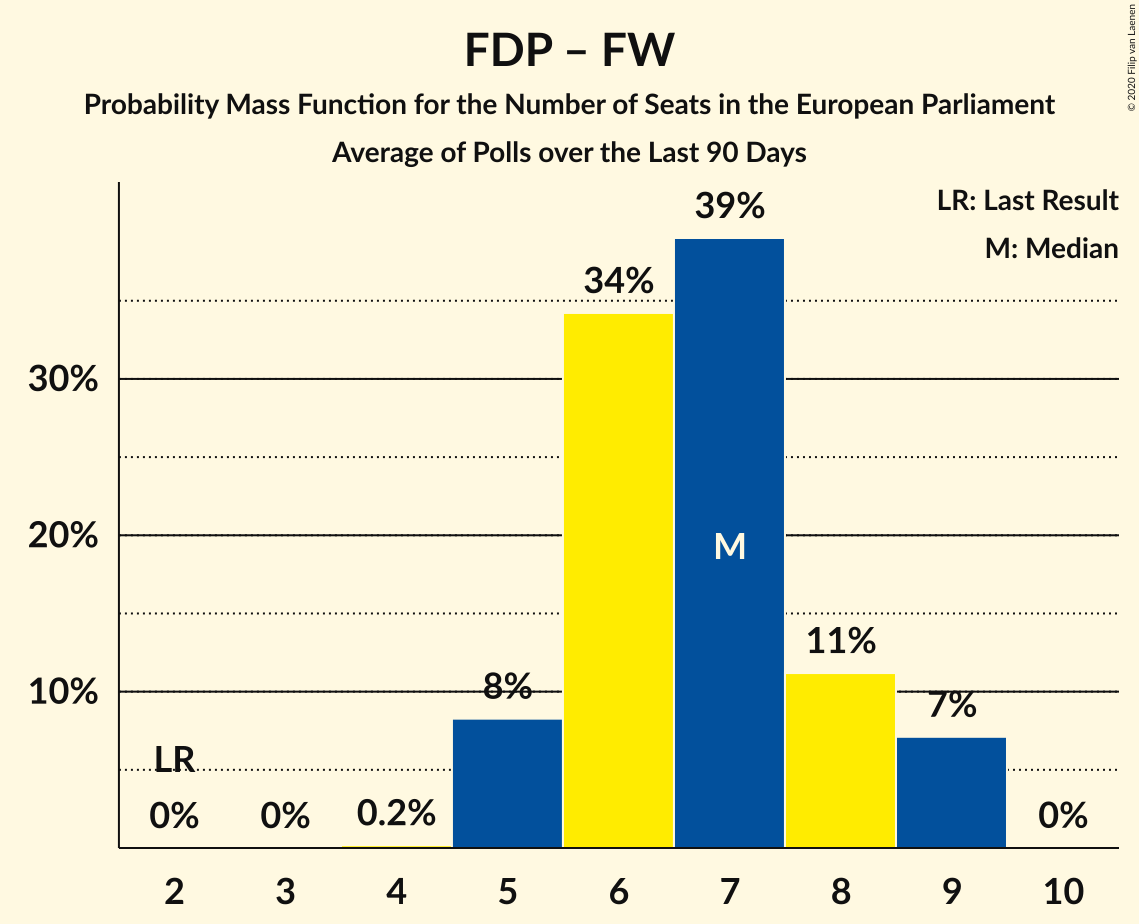 FDP – FW
Probability Mass Function for the Number of Seats in the European Parliament
Average of Polls over the Last 90 Days
© 2020 Filip van Laenen
LR: Last Result
M: Median
39%
34%
30%
20%
M
11%
10%
8%
7%
LR
0%
0%
0.2%
0%
2
3
4
5
6
7
8
9
10